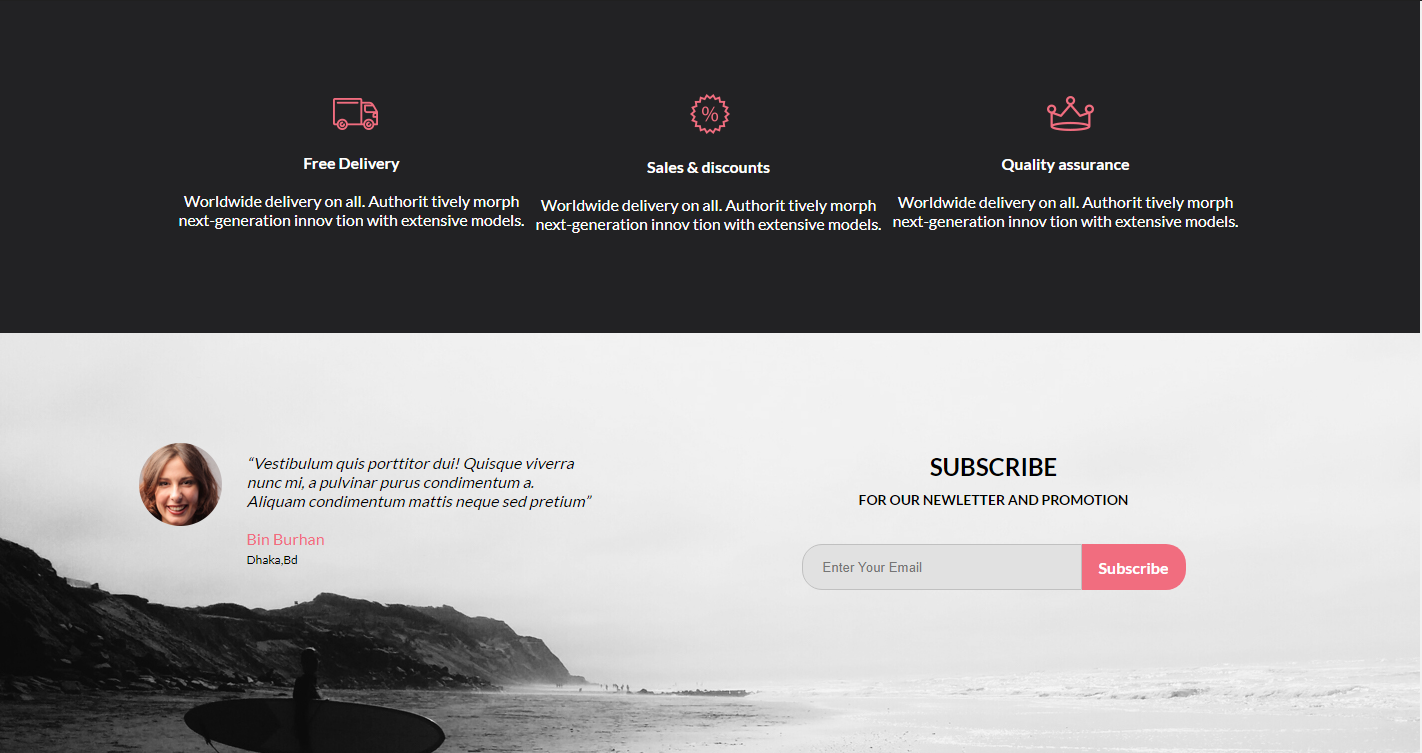 %
Free Delivery
Worldwide delivery on all. Authorit tively morph
next-generation innov tion with extensive models.
Sales & discounts
Worldwide delivery on all. Authorit tively morph
next-generation innov tion with extensive models.
Quality assurance
Worldwide delivery on all. Authorit tively morph
next-generation innov tion with extensive models.
“Vestibulum quis porttitor dui! Quisque viverra
nunc mi, a pulvinar purus condimentum a.
Aliquam condimentum mattis neque sed pretium”
Bin Burhan
Dhaka,Bd
SUBSCRIBE
FOR OUR NEWLETTER AND PROMOTION
Enter Your Email
Subscribe